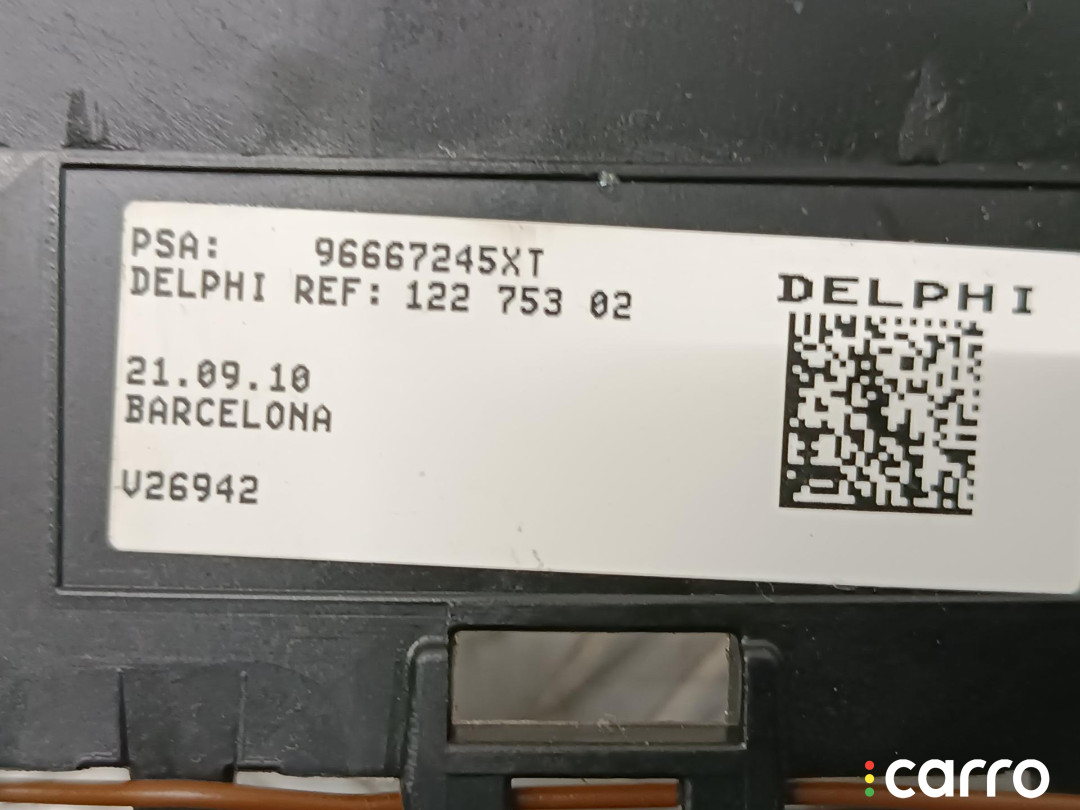 PSA: 96667245XT
DELPHI REF: 122 753 02
DELPHI
21.09.10
BARCELONA
V26942
carro